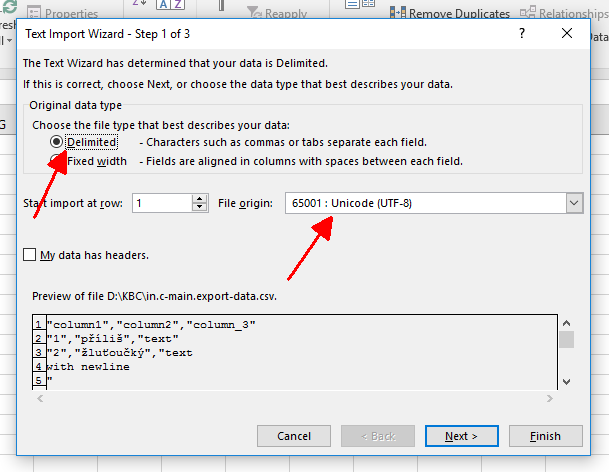 Properties
Reapply
Remove Duplicates
Relationships
Text Import Wizard - Step 1 of 3
?
The Text Wizard has determined that your data is Delimited.
If this is correct, choose Next, or choose the data type that best describes your data.
Original data type
Choose the file type that best describes your data:
Delimited - Characters such as commas or tabs separate each field.
Fixed width - Fields are aligned in columns with spaces between each field.
G
Start import at row: 1 File origin: 65001 : Unicode (UTF-8)
My data has headers.
Preview of file D:\KBC\in.c-main.export-data.csv.
1 "column1","column2","column_3"
2 "1","příliš","text"
3 "2","žluťoučký","text
4 with newline
5 "
Cancel < Back Next > Finish